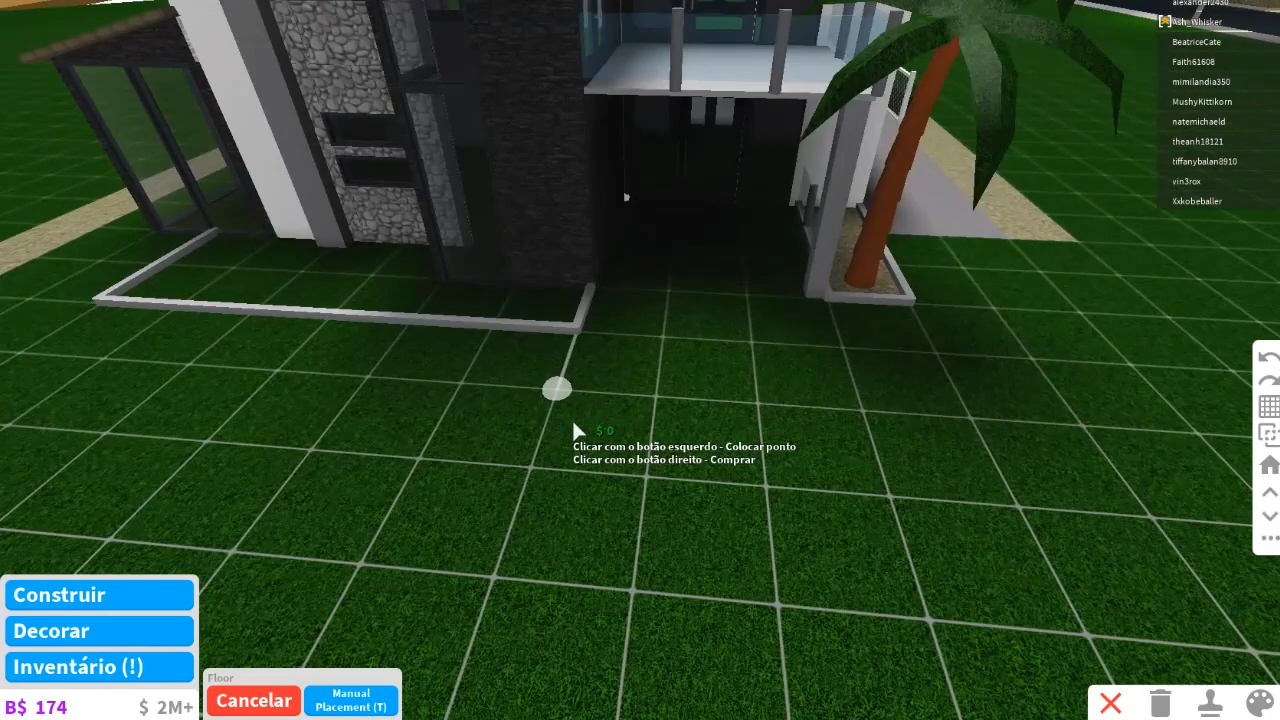 alexander2430
Ash_Whisker
BeatriceCate
Faith61608
mimilandia350
MushyKittikorn
natemichaeld
theanh18121
tiffanybalan8910
vin3rox
Xxkobeballer
$ 0
Clicar com o botão esquerdo - Colocar ponto
Clicar com o botão direito - Comprar
Construir
Decorar
Inventário (!)
B$ 174
$ 2M+
Floor
Cancelar
Manual
Placement (T)